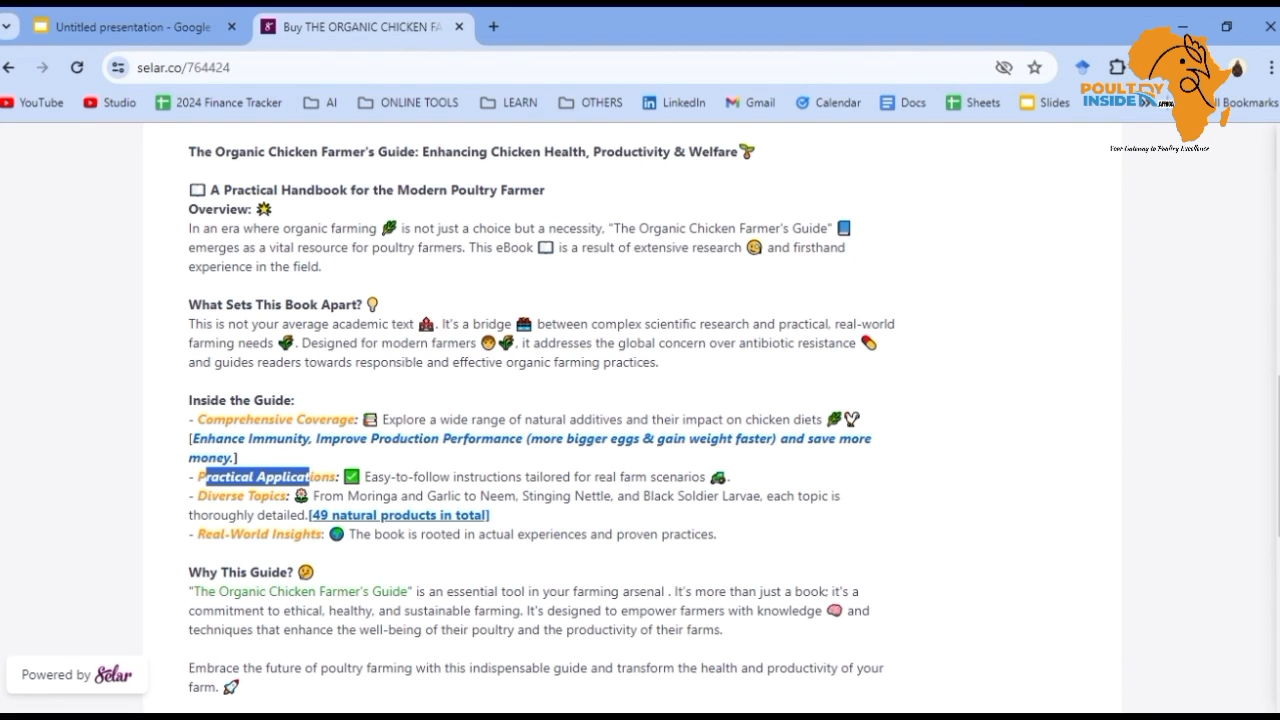 Untitled presentation - Google
Buy THE ORGANIC CHICKEN FA
selar.co/764424
YouTube
Studio
2024 Finance Tracker
AI
ONLINE TOOLS
LEARN
OTHERS
LinkedIn
Gmail
Calendar
Docs
Sheets
Slides
ll Bookmarks
POULTRY
INSIDE
Your Gateway to Poultry Excellence
The Organic Chicken Farmer's Guide: Enhancing Chicken Health, Productivity & Welfare
A Practical Handbook for the Modern Poultry Farmer
Overview:
In an era where organic farming is not just a choice but a necessity, "The Organic Chicken Farmer's Guide"
emerges as a vital resource for poultry farmers. This eBook is a result of extensive research and firsthand
experience in the field.
What Sets This Book Apart?
This is not your average academic text . It's a bridge between complex scientific research and practical, real-world
farming needs . Designed for modern farmers , it addresses the global concern over antibiotic resistance
and guides readers towards responsible and effective organic farming practices.
Inside the Guide:
- Comprehensive Coverage: Explore a wide range of natural additives and their impact on chicken diets
[Enhance Immunity, Improve Production Performance (more bigger eggs & gain weight faster) and save more
money.]
- Practical Applications: Easy-to-follow instructions tailored for real farm scenarios .
- Diverse Topics: From Moringa and Garlic to Neem, Stinging Nettle, and Black Soldier Larvae, each topic is
thoroughly detailed.[49 natural products in total]
- Real-World Insights: The book is rooted in actual experiences and proven practices.
Why This Guide?
"The Organic Chicken Farmer's Guide" is an essential tool in your farming arsenal . It's more than just a book; it's a
commitment to ethical, healthy, and sustainable farming. It's designed to empower farmers with knowledge and
techniques that enhance the well-being of their poultry and the productivity of their farms.
Embrace the future of poultry farming with this indispensable guide and transform the health and productivity of your
farm.
Powered by Selar